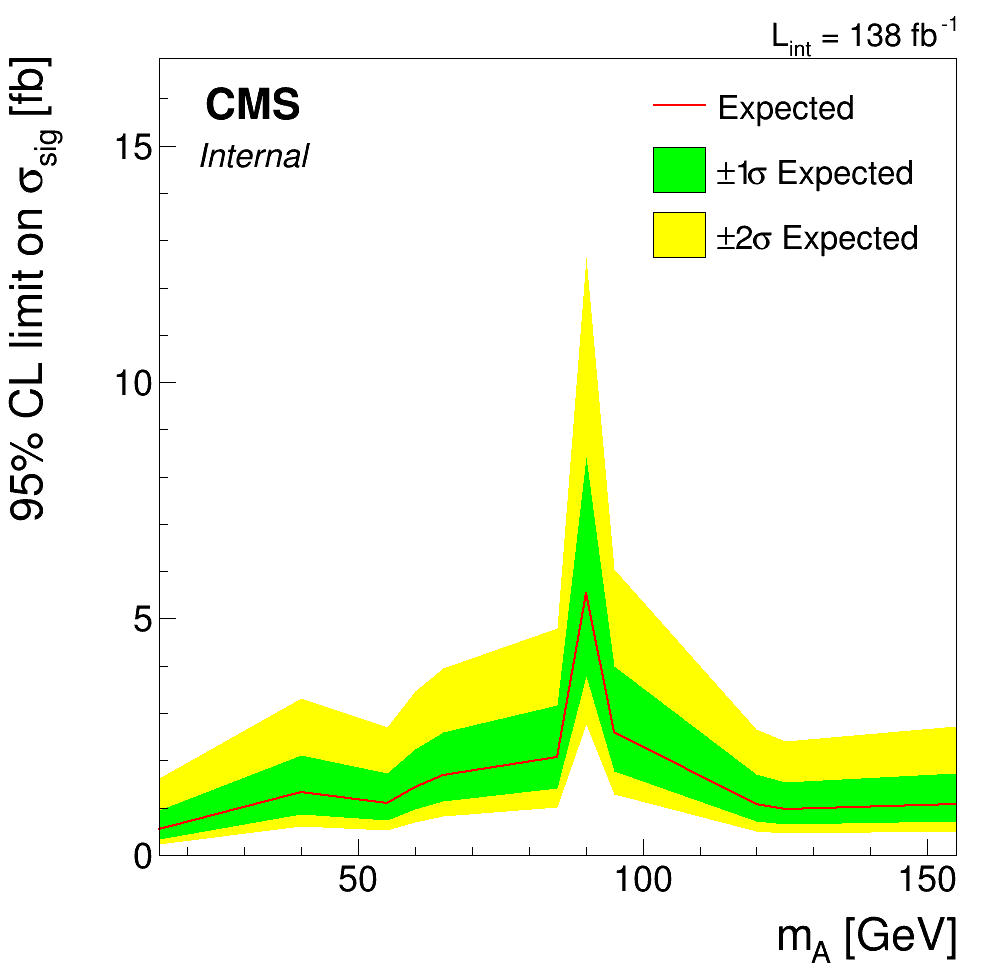 L_int = 138 fb^-1
95% CL limit on σ_sig [fb]
CMS
Internal
Expected
±1σ Expected
±2σ Expected
15
10
5
0
50
100
150
m_A [GeV]